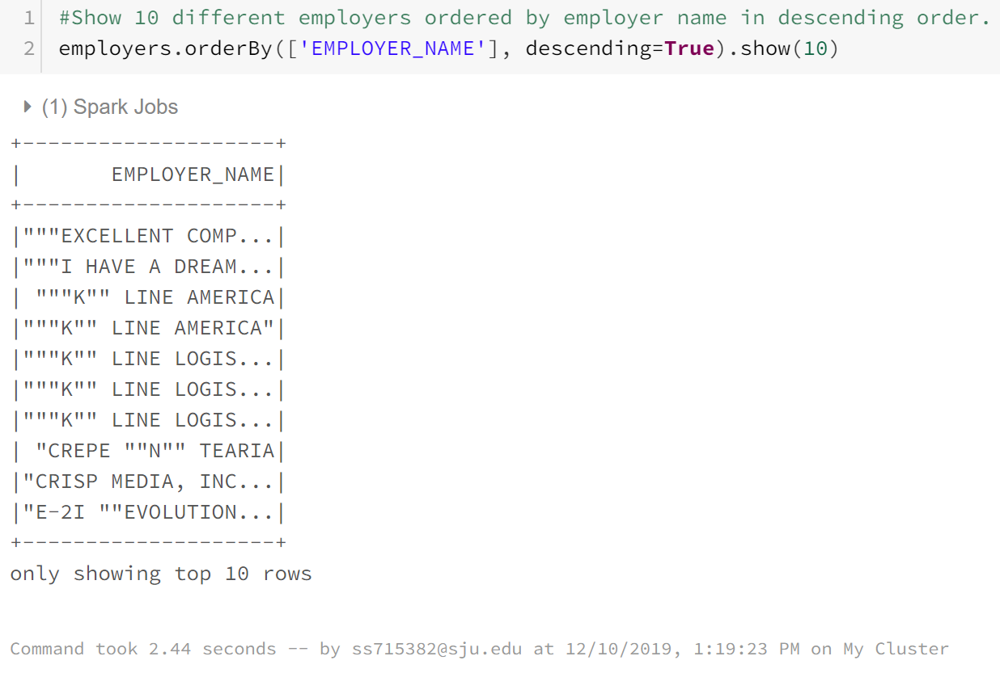 1 #Show 10 different employers ordered by employer name in descending order.
2 employers.orderBy(['EMPLOYER_NAME'], descending=True).show(10)
(1) Spark Jobs
+--------------------+
|       EMPLOYER_NAME|
+--------------------+
|"""EXCELLENT COMP...|
|"""I HAVE A DREAM...|
| """K"" LINE AMERICA|
|"""K"" LINE AMERICA"|
|"""K"" LINE LOGIS...|
|"""K"" LINE LOGIS...|
|"""K"" LINE LOGIS...|
| "CREPE ""N"" TEARIA|
|"CRISP MEDIA, INC...|
|"E-2I ""EVOLUTION...|
+--------------------+
only showing top 10 rows
Command took 2.44 seconds -- by ss715382@sju.edu at 12/10/2019, 1:19:23 PM on My Cluster